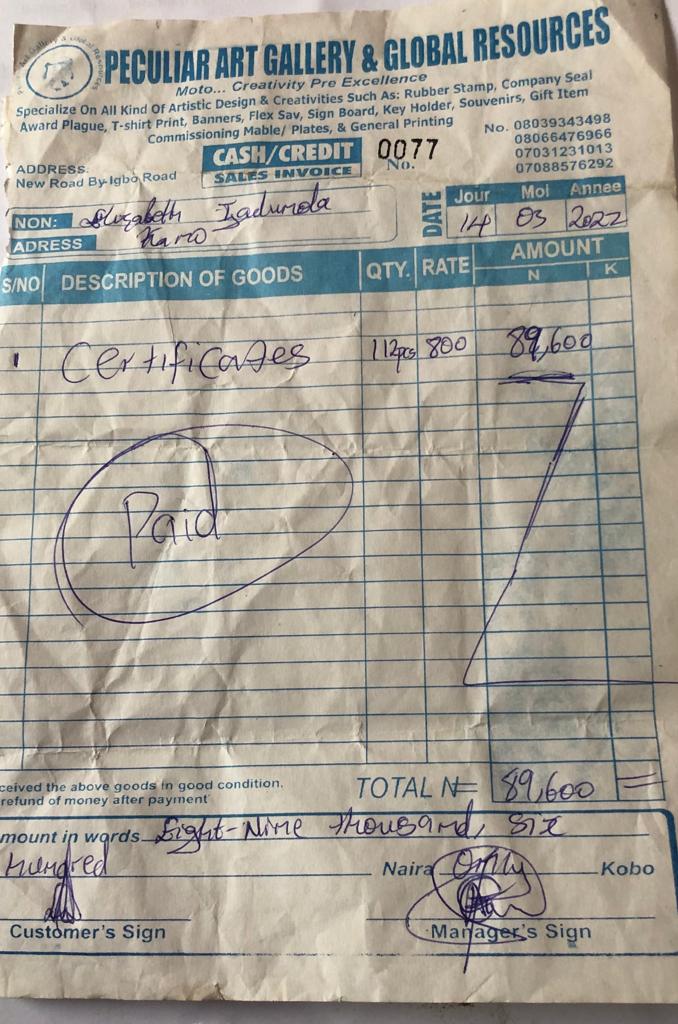 PECULIAR ART GALLERY & GLOBAL RESOURCES
Moto... Creativity Pre Excellence
Specialize On All Kind Of Artistic Design & Creativities Such As: Rubber Stamp, Company Seal
Award Plague, T-shirt Print, Banners, Flex Sav, Sign Board, Key Holder, Souvenirs, Gift Item
Commissioning Mable/ Plates, & General Printing
No. 08039343498
08066476966
07031231013
07088576292
ADDRESS:
New Road By-Igbo Road
CASH/CREDIT
SALES INVOICE
0077
No.
DATE
Jour Moi Annee
14 03 2022
NON: Elizabeth
ADRESS
S/NO DESCRIPTION OF GOODS QTY. RATE AMOUNT
N K
1 Certificates 112pcs 800 89,600
Paid
ceived the above goods in good condition.
refund of money after payment
TOTAL N 89,600 =
mount in words Eight-Nine thousand, six
Hundred Naira Only Kobo
Customer's Sign Manager's Sign